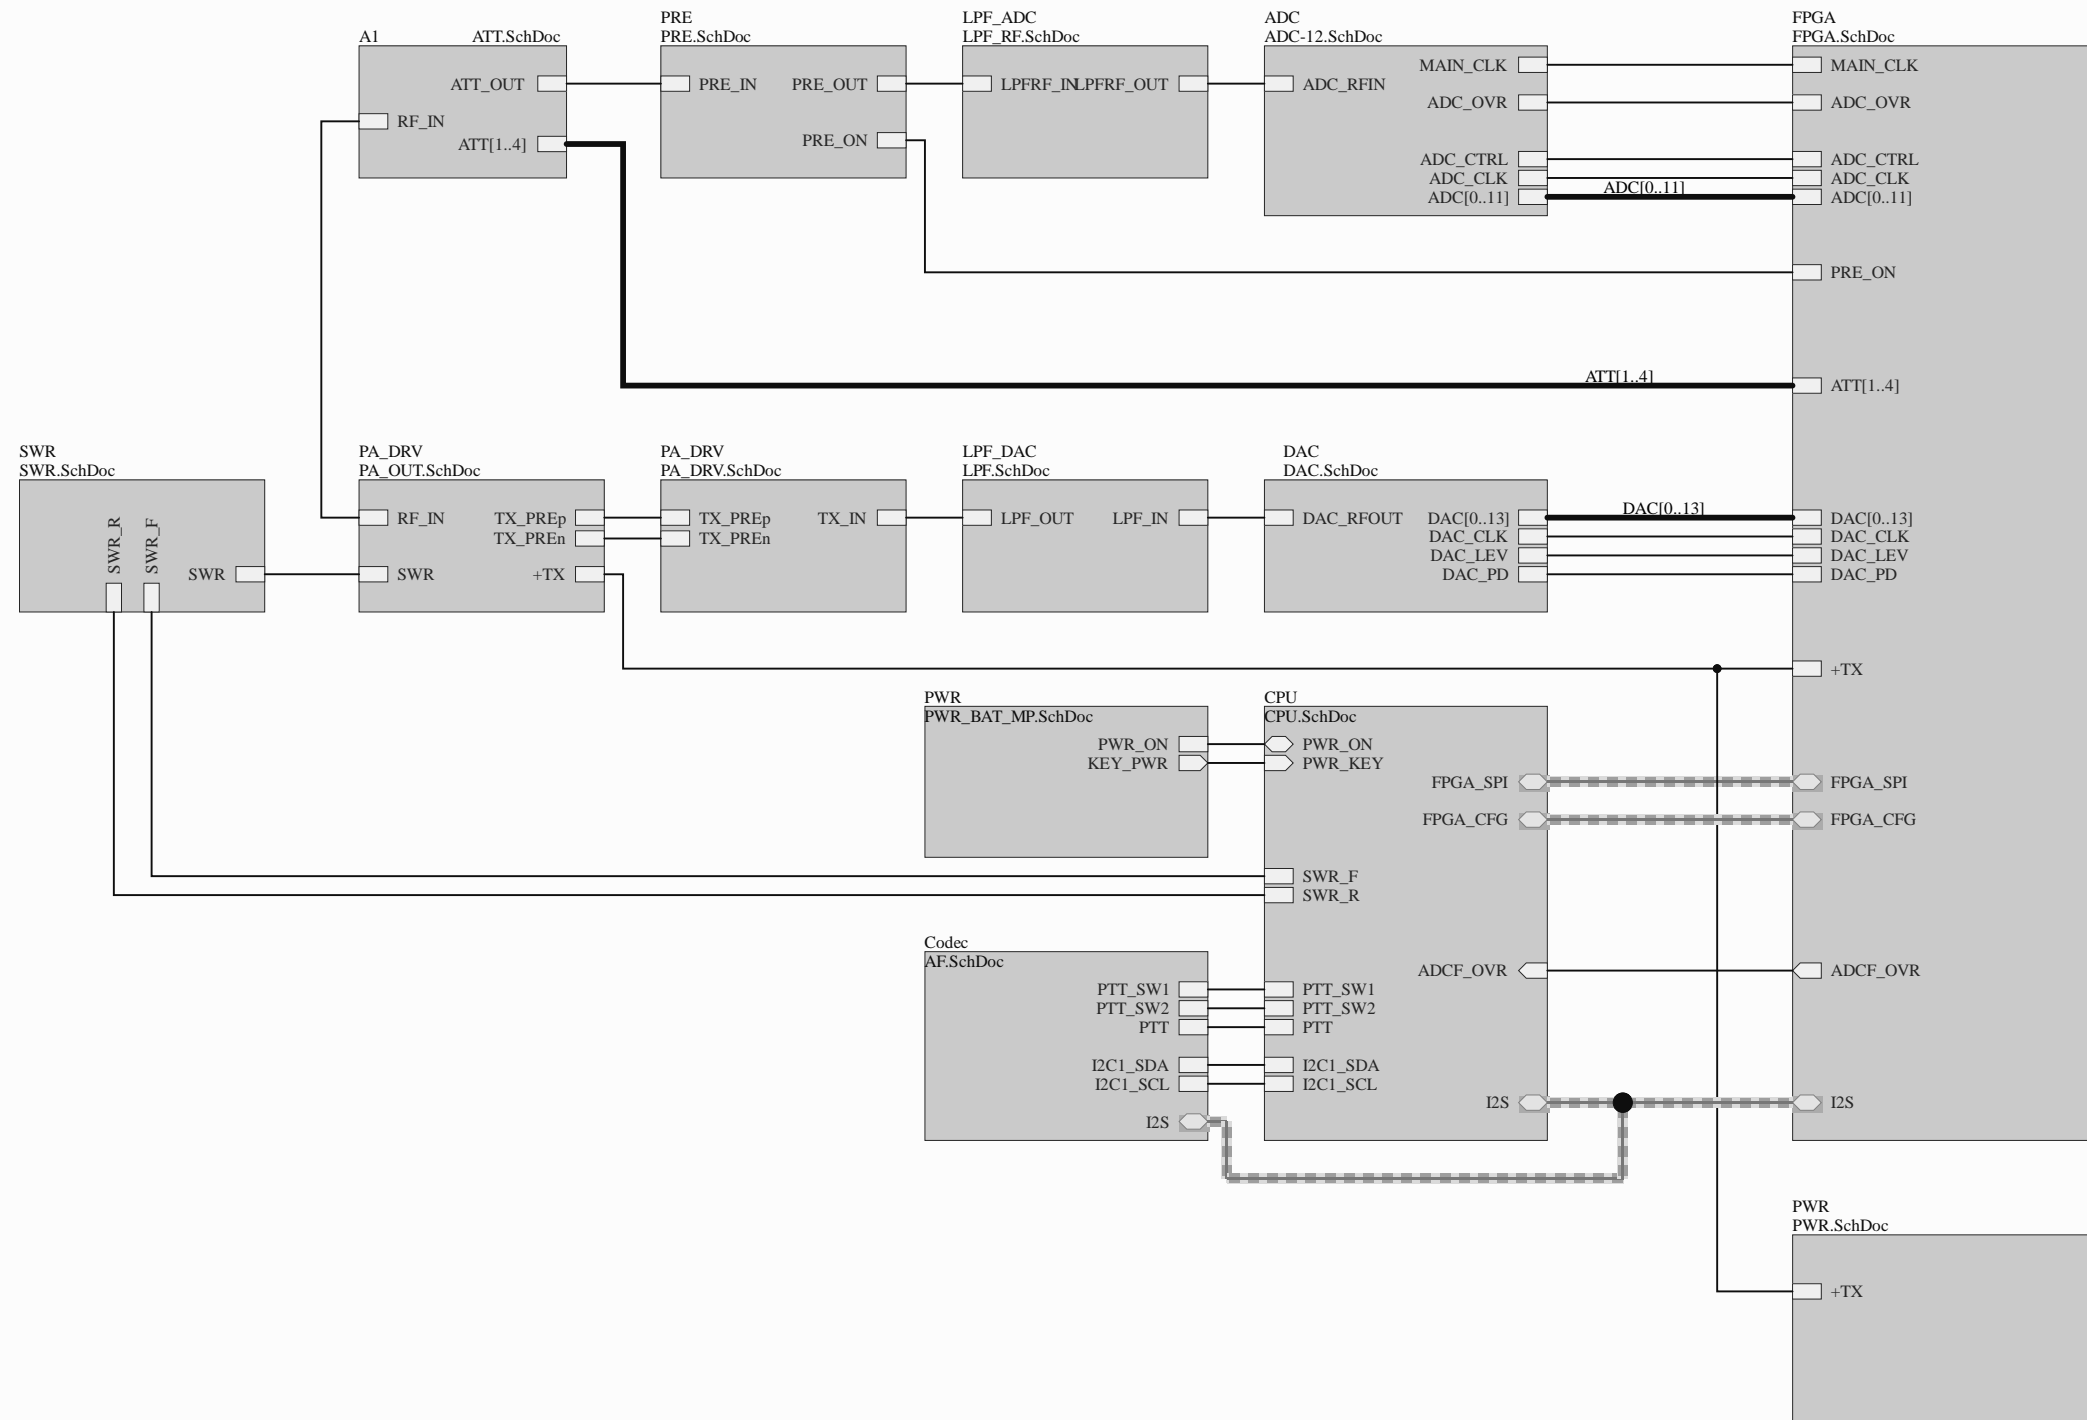 A1 ATT.SchDoc
ATT_OUT
RF_IN
ATT[1..4]
PRE
PRE.SchDoc
PRE_IN PRE_OUT
PRE_ON
LPF_ADC
LPF_RF.SchDoc
LPFRF_IN LPFRF_OUT
ADC
ADC-12.SchDoc
ADC_RFIN
MAIN_CLK
ADC_OVR
ADC_CTRL
ADC_CLK
ADC[0..11]
ADC[0..11]
FPGA
FPGA.SchDoc
MAIN_CLK
ADC_OVR
ADC_CTRL
ADC_CLK
ADC[0..11]
PRE_ON
ATT[1..4]
ATT[1..4]
SWR
SWR.SchDoc
SWR_R
SWR_F
SWR
PA_DRV
PA_OUT.SchDoc
RF_IN TX_PREp
TX_PREn
SWR +TX
PA_DRV
PA_DRV.SchDoc
TX_PREp TX_IN
TX_PREn
LPF_DAC
LPF.SchDoc
LPF_OUT LPF_IN
DAC
DAC.SchDoc
DAC_RFOUT DAC[0..13]
DAC_CLK
DAC_LEV
DAC_PD
DAC[0..13]
DAC[0..13]
DAC_CLK
DAC_LEV
DAC_PD
+TX
PWR
PWR_BAT_MP.SchDoc
PWR_ON
KEY_PWR
CPU
CPU.SchDoc
PWR_ON
PWR_KEY
FPGA_SPI
FPGA_CFG
SWR_F
SWR_R
FPGA_SPI
FPGA_CFG
Codec
AF.SchDoc
PTT_SW1
PTT_SW2
PTT
I2C1_SDA
I2C1_SCL
I2S
ADCF_OVR
PTT_SW1
PTT_SW2
PTT
I2C1_SDA
I2C1_SCL
I2S
ADCF_OVR
I2S
PWR
PWR.SchDoc
+TX